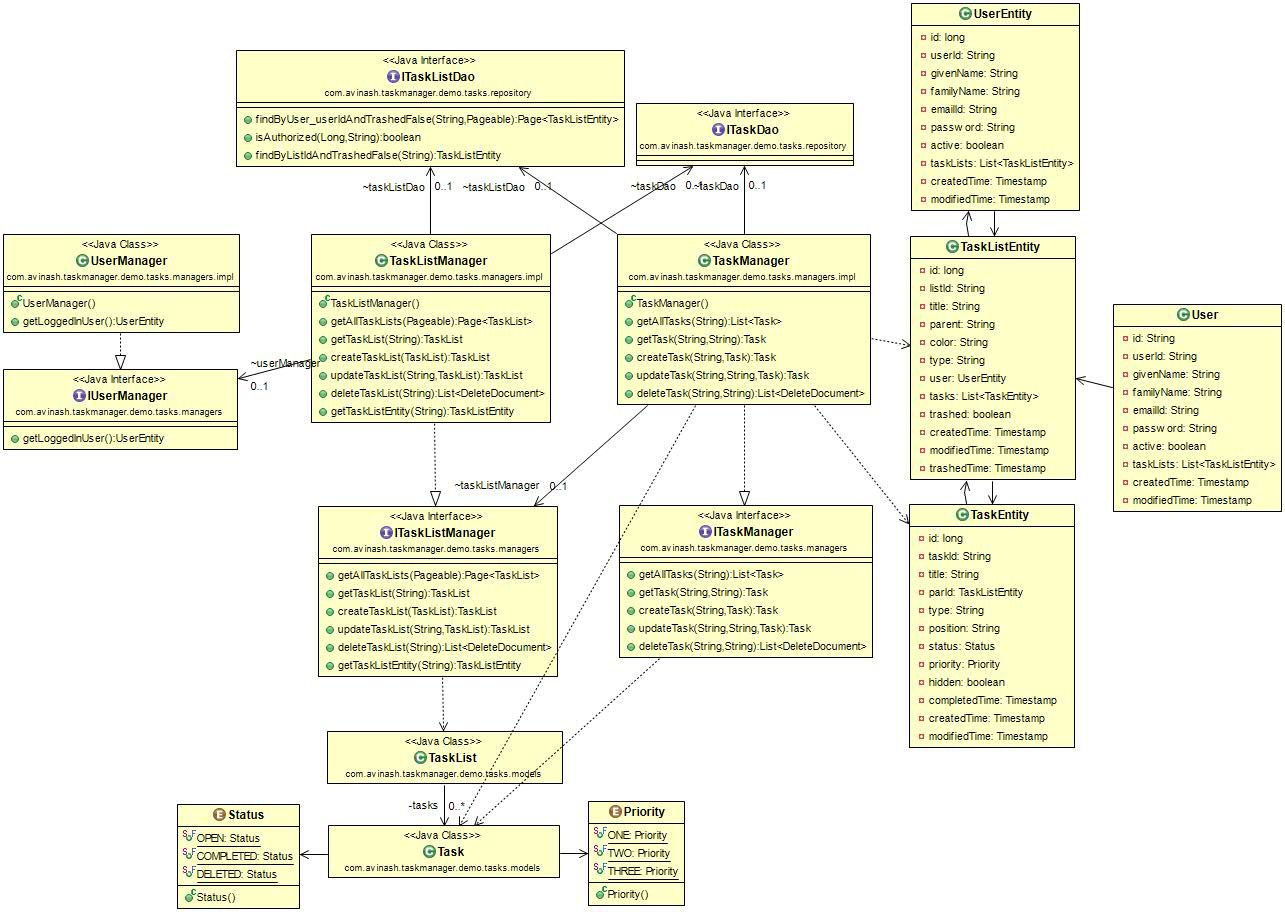 UserEntity
id: long
userId: String
givenName: String
familyName: String
emailId: String
password: String
active: boolean
taskLists: List<TaskListEntity>
createdTime: Timestamp
modifiedTime: Timestamp
<<Java Interface>>
ITaskListDao
com.avinash.taskmanager.demo.tasks.repository
findByUser_userIdAndTrashedFalse(String,Pageable):Page<TaskListEntity>
isAuthorized(Long,String):boolean
findByListIdAndTrashedFalse(String):TaskListEntity
<<Java Interface>>
ITaskDao
com.avinash.taskmanager.demo.tasks.repository
~taskListDao
0..1
~taskListDao
0..1
~taskDao
0..1
~taskDao
0..1
<<Java Class>>
UserManager
com.avinash.taskmanager.demo.tasks.managers.impl
UserManager()
getLoggedInUser():UserEntity
<<Java Class>>
TaskListManager
com.avinash.taskmanager.demo.tasks.managers.impl
TaskListManager()
getAllTaskLists(Pageable):Page<TaskList>
getTaskList(String):TaskList
createTaskList(TaskList):TaskList
updateTaskList(String,TaskList):TaskList
deleteTaskList(String):List<DeleteDocument>
getTaskListEntity(String):TaskListEntity
<<Java Class>>
TaskManager
com.avinash.taskmanager.demo.tasks.managers.impl
TaskManager()
getAllTasks(String):List<Task>
getTask(String,String):Task
createTask(String,Task):Task
updateTask(String,String,Task):Task
deleteTask(String,String):List<DeleteDocument>
TaskListEntity
id: long
listId: String
title: String
parent: String
color: String
type: String
user: UserEntity
tasks: List<TaskEntity>
trashed: boolean
createdTime: Timestamp
modifiedTime: Timestamp
trashedTime: Timestamp
User
id: String
userId: String
givenName: String
familyName: String
emailId: String
password: String
active: boolean
taskLists: List<TaskListEntity>
createdTime: Timestamp
modifiedTime: Timestamp
~userManager
0..1
<<Java Interface>>
IUserManager
com.avinash.taskmanager.demo.tasks.managers
getLoggedInUser():UserEntity
~taskListManager
0..1
<<Java Interface>>
ITaskListManager
com.avinash.taskmanager.demo.tasks.managers
getAllTaskLists(Pageable):Page<TaskList>
getTaskList(String):TaskList
createTaskList(TaskList):TaskList
updateTaskList(String,TaskList):TaskList
deleteTaskList(String):List<DeleteDocument>
getTaskListEntity(String):TaskListEntity
<<Java Interface>>
ITaskManager
com.avinash.taskmanager.demo.tasks.managers
getAllTasks(String):List<Task>
getTask(String,String):Task
createTask(String,Task):Task
updateTask(String,String,Task):Task
deleteTask(String,String):List<DeleteDocument>
TaskEntity
id: long
taskId: String
title: String
parId: TaskListEntity
type: String
position: String
status: Status
priority: Priority
hidden: boolean
completedTime: Timestamp
createdTime: Timestamp
modifiedTime: Timestamp
<<Java Class>>
TaskList
com.avinash.taskmanager.demo.tasks.models
-tasks
0..*
Status
OPEN: Status
COMPLETED: Status
DELETED: Status
Status()
<<Java Class>>
Task
com.avinash.taskmanager.demo.tasks.models
Priority
ONE: Priority
TWO: Priority
THREE: Priority
Priority()